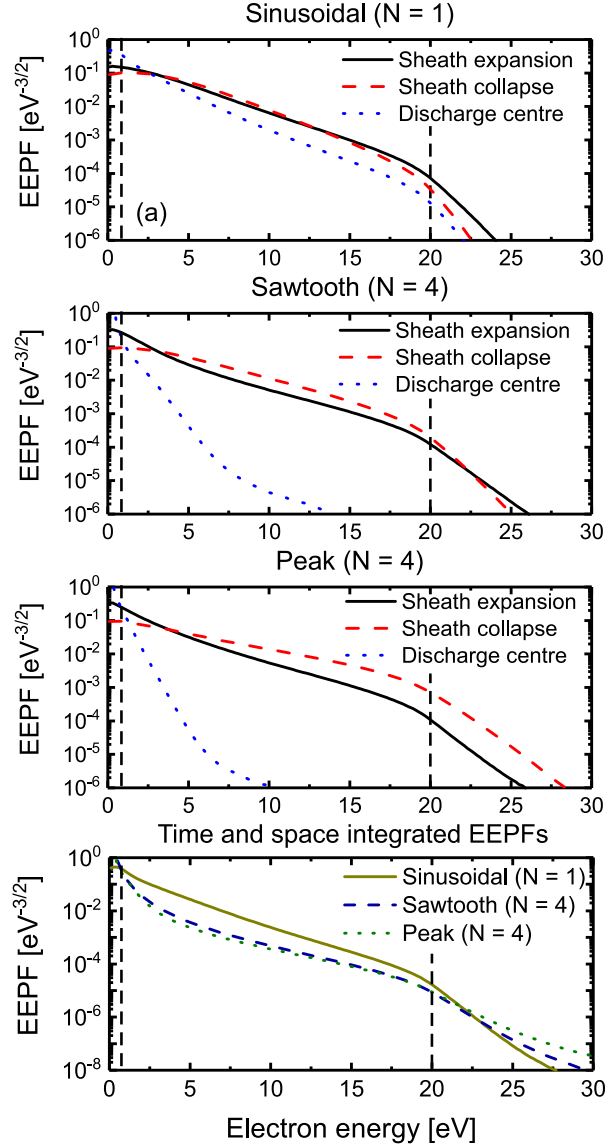 Sinusoidal (N = 1)
EEPF [eV^-3/2]
10^0
10^-1
10^-2
10^-3
10^-4
10^-5
10^-6
Sheath expansion
Sheath collapse
Discharge centre
(a)
0 5 10 15 20 25 30
Sawtooth (N = 4)
EEPF [eV^-3/2]
10^0
10^-1
10^-2
10^-3
10^-4
10^-5
10^-6
Sheath expansion
Sheath collapse
Discharge centre
0 5 10 15 20 25 30
Peak (N = 4)
EEPF [eV^-3/2]
10^0
10^-1
10^-2
10^-3
10^-4
10^-5
10^-6
Sheath expansion
Sheath collapse
Discharge centre
0 5 10 15 20 25 30
Time and space integrated EEPFs
EEPF [eV^-3/2]
10^0
10^-2
10^-4
10^-6
10^-8
Sinusoidal (N = 1)
Sawtooth (N = 4)
Peak (N = 4)
0 5 10 15 20 25 30
Electron energy [eV]